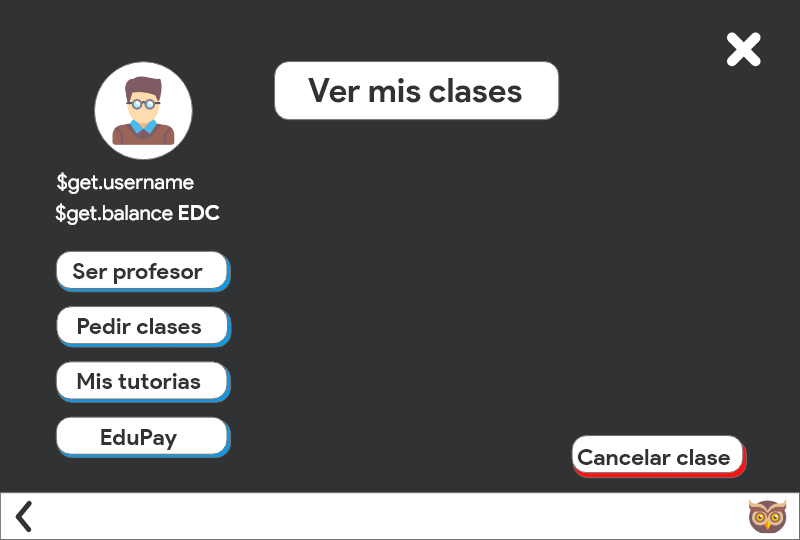 Ver mis clases
$get.username
$get.balance EDC
Ser profesor
Pedir clases
Mis tutorias
EduPay
Cancelar clase